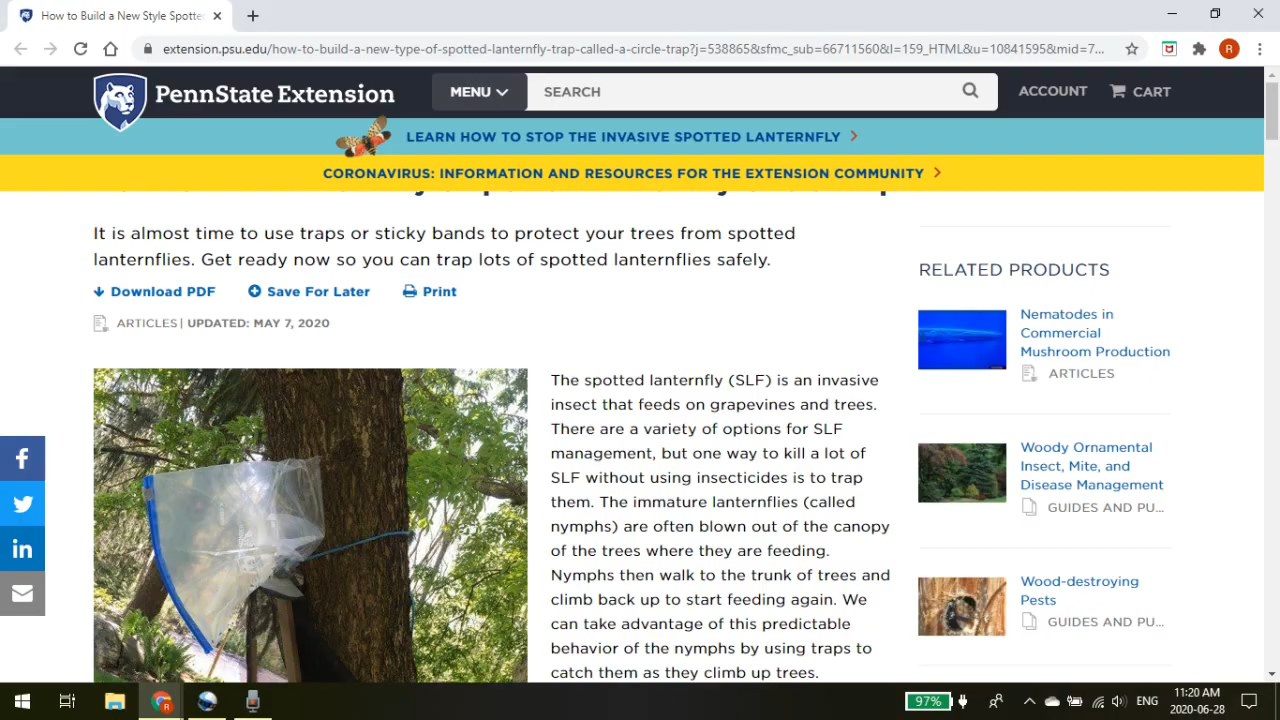 How to Build a New Style Spotte
extension.psu.edu/how-to-build-a-new-type-of-spotted-lanternfly-trap-called-a-circle-trap?j=538865&sfmc_sub=66711560&l=159_HTML&u=10841595&mid=7...
R
PennState Extension
MENU
SEARCH
ACCOUNT
CART
LEARN HOW TO STOP THE INVASIVE SPOTTED LANTERNFLY
CORONAVIRUS: INFORMATION AND RESOURCES FOR THE EXTENSION COMMUNITY
It is almost time to use traps or sticky bands to protect your trees from spotted
lanternflies. Get ready now so you can trap lots of spotted lanternflies safely.
Download PDF
Save For Later
Print
ARTICLES | UPDATED: MAY 7, 2020
The spotted lanternfly (SLF) is an invasive
insect that feeds on grapevines and trees.
There are a variety of options for SLF
management, but one way to kill a lot of
SLF without using insecticides is to trap
them. The immature lanternflies (called
nymphs) are often blown out of the canopy
of the trees where they are feeding.
Nymphs then walk to the trunk of trees and
climb back up to start feeding again. We
can take advantage of this predictable
behavior of the nymphs by using traps to
catch them as they climb up trees.
RELATED PRODUCTS
Nematodes in
Commercial
Mushroom Production
ARTICLES
Woody Ornamental
Insect, Mite, and
Disease Management
GUIDES AND PU...
Wood-destroying
Pests
GUIDES AND PU...
97%
ENG
11:20 AM
2020-06-28